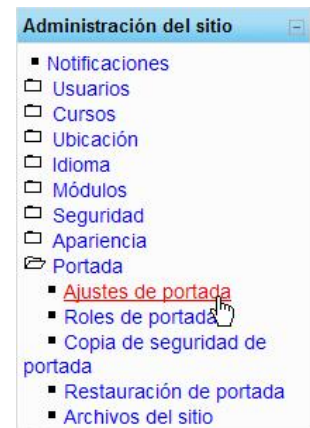 Administración del sitio
Notificaciones
Usuarios
Cursos
Ubicación
Idioma
Módulos
Seguridad
Apariencia
Portada
Ajustes de portada
Roles de portada
Copia de seguridad de
portada
Restauración de portada
Archivos del sitio